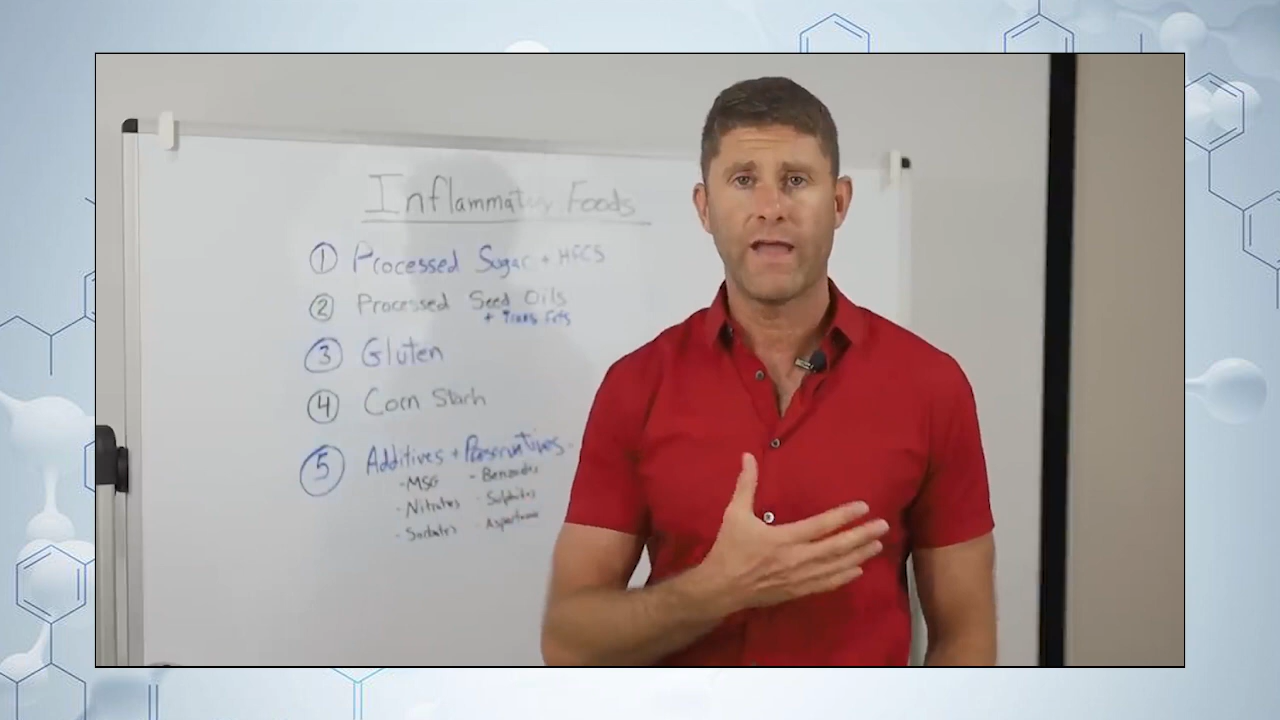 Inflammatory Foods
① Processed Sugar + HFCS
② Processed Seed Oils
+ Trans Fats
③ Gluten
④ Corn Starch
⑤ Additives + Preservatives
- MSG - Benzoates
- Nitrates - Sulphites
- Sorbates - Aspartame